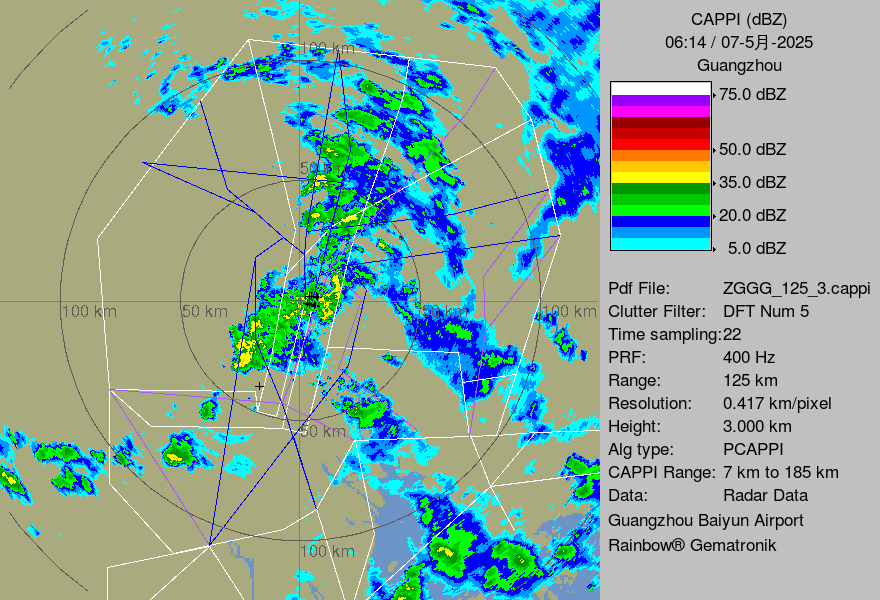 CAPPI (dBZ)
06:14 / 07-5月-2025
Guangzhou
75.0 dBZ
50.0 dBZ
35.0 dBZ
20.0 dBZ
5.0 dBZ
Pdf File: ZGGG_125_3.cappi
Clutter Filter: DFT Num 5
Time sampling:22
PRF: 400 Hz
Range: 125 km
Resolution: 0.417 km/pixel
Height: 3.000 km
Alg type: PCAPPI
CAPPI Range: 7 km to 185 km
Data: Radar Data
Guangzhou Baiyun Airport
Rainbow® Gematronik
100 km
50 km
100 km
50 km
50 km
100 km
50 km
100 km